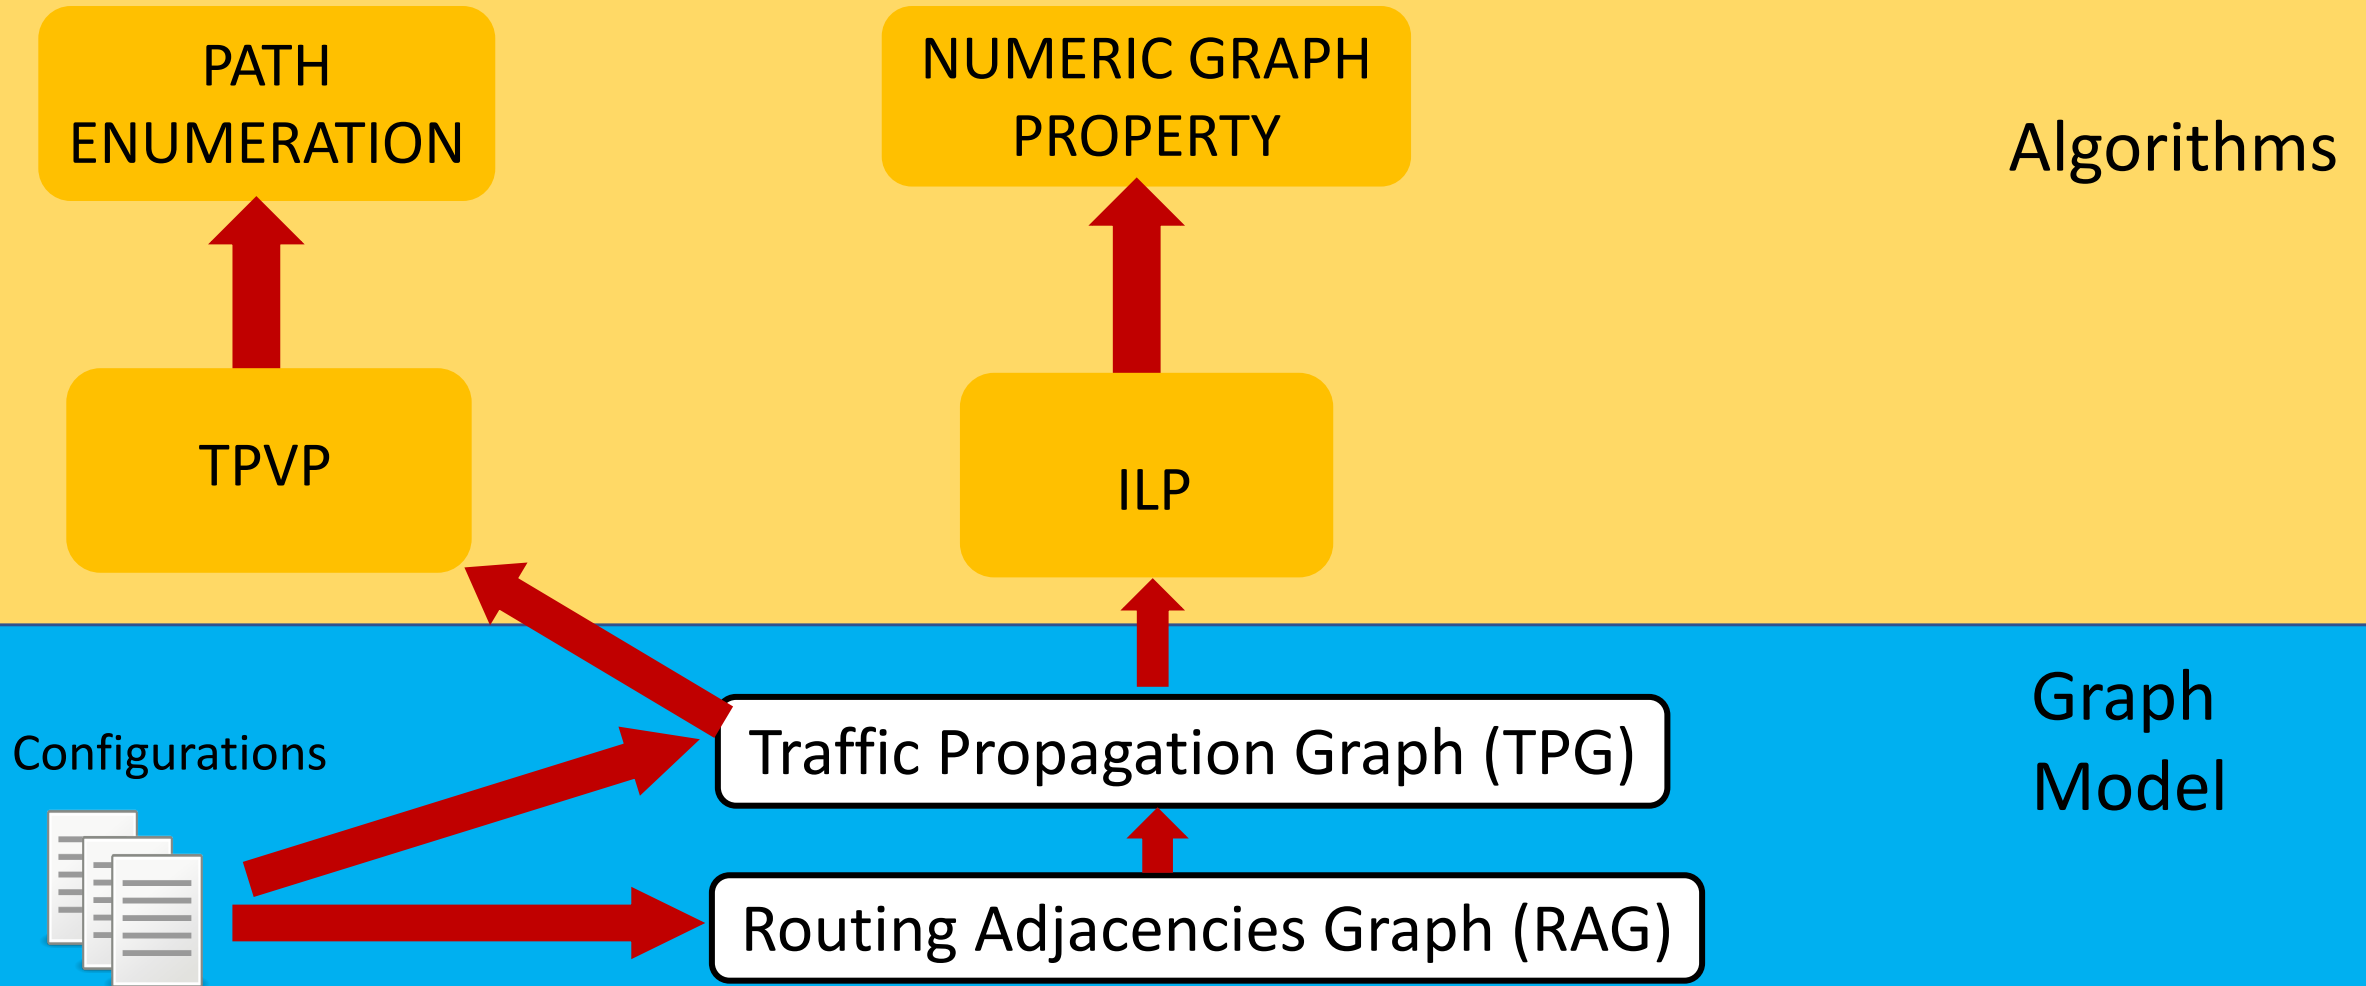 PATH
ENUMERATION
NUMERIC GRAPH
PROPERTY
Algorithms
TPVP
ILP
Graph
Model
Configurations
Traffic Propagation Graph (TPG)
Routing Adjacencies Graph (RAG)